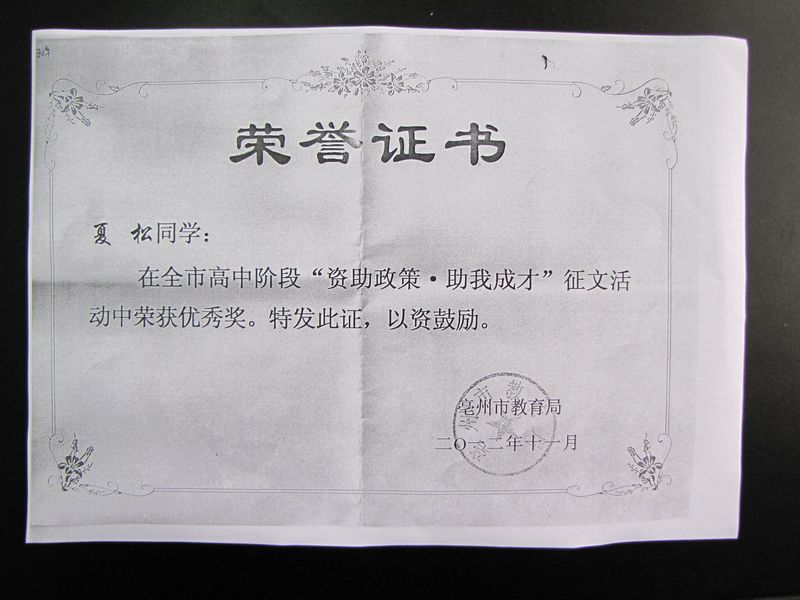 荣誉证书
夏 松同学：
在全市高中阶段“资助政策·助我成才”征文活
动中荣获优秀奖。特发此证，以资鼓励。
亳州市教育局
二〇一二年十一月